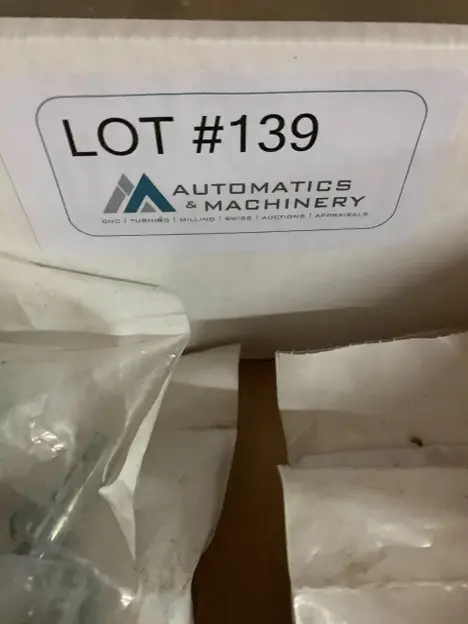 LOT #139
AUTOMATICS
& MACHINERY
CNC | TURNING | MILLING | SWISS | AUCTIONS | APPRAISALS